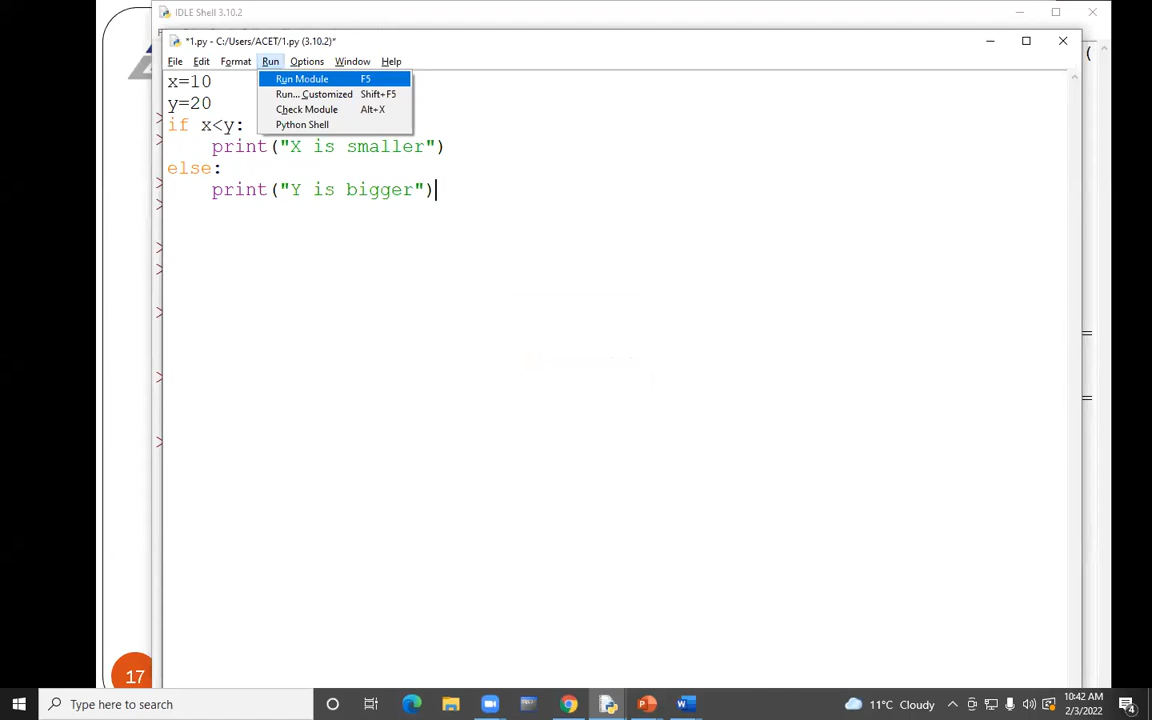 IDLE Shell 3.10.2
*1.py - C:/Users/ACET/1.py (3.10.2)*
File Edit Format Run Options Window Help
Run Module F5
Run... Customized Shift+F5
Check Module Alt+X
Python Shell
x=10
y=20
if x<y:
    print("X is smaller")
else:
    print("Y is bigger")
17
Type here to search
11°C Cloudy
10:42 AM
2/3/2022
4